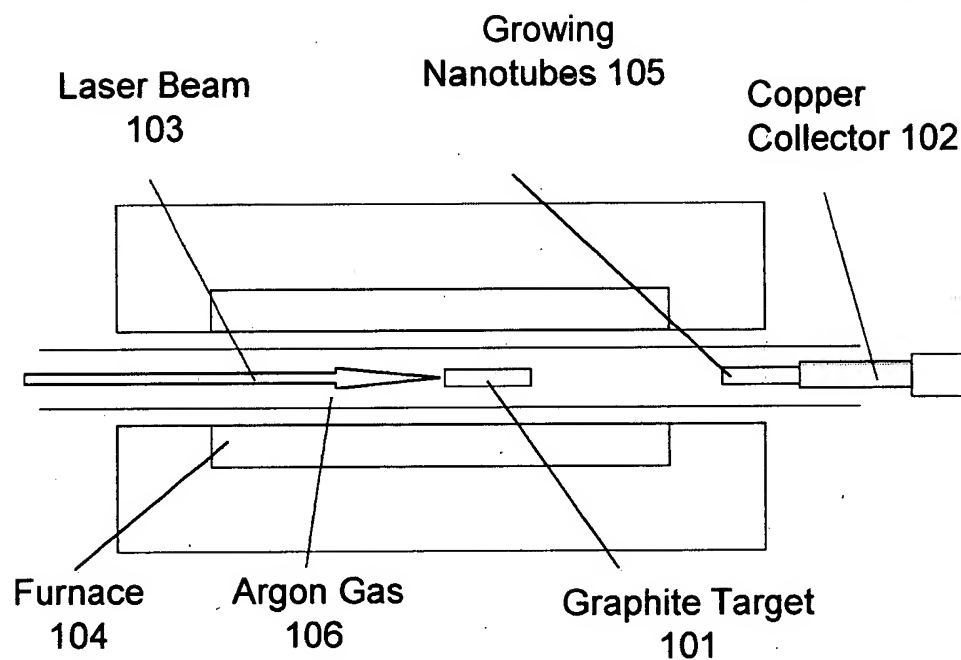 Growing
Nanotubes 105
Laser Beam
103
Copper
Collector 102
Furnace
104
Argon Gas
106
Graphite Target
101